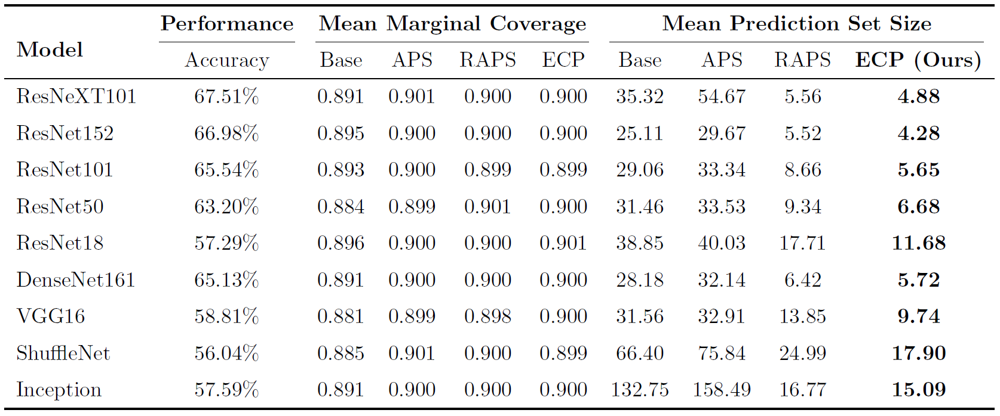 Performance Mean Marginal Coverage Mean Prediction Set Size
Model
Accuracy Base APS RAPS ECP Base APS RAPS ECP (Ours)
ResNeXT101 67.51% 0.891 0.901 0.900 0.900 35.32 54.67 5.56 4.88
ResNet152 66.98% 0.895 0.900 0.900 0.900 25.11 29.67 5.52 4.28
ResNet101 65.54% 0.893 0.900 0.899 0.899 29.06 33.34 8.66 5.65
ResNet50 63.20% 0.884 0.899 0.901 0.900 31.46 33.53 9.34 6.68
ResNet18 57.29% 0.896 0.900 0.900 0.901 38.85 40.03 17.71 11.68
DenseNet161 65.13% 0.891 0.900 0.900 0.900 28.18 32.14 6.42 5.72
VGG16 58.81% 0.881 0.899 0.898 0.900 31.56 32.91 13.85 9.74
ShuffleNet 56.04% 0.885 0.901 0.900 0.899 66.40 75.84 24.99 17.90
Inception 57.59% 0.891 0.900 0.900 0.900 132.75 158.49 16.77 15.09